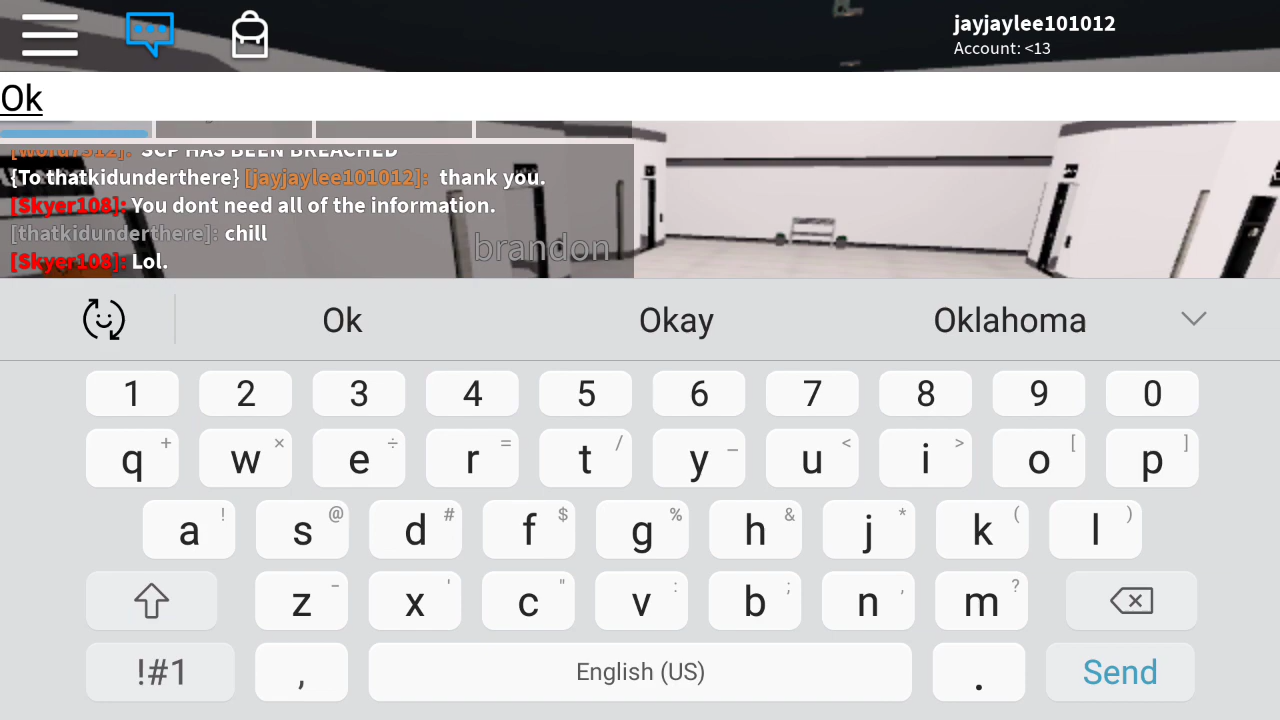 jayjaylee101012
Account: <13
Ok
SCP HAS BEEN BREACHED
{To thatkidunderthere} [jayjaylee101012]: thank you.
[Skyer108]: You dont need all of the information.
[thatkidunderthere]: chill
[Skyer108]: Lol.
brandon
Ok Okay Oklahoma
1 2 3 4 5 6 7 8 9 0
q + w × e ÷ r = t / y _ u < i > o [ p ]
a ! s @ d # f $ g % h & j * k ( l )
z - x ' c " v : b ; n , m ?
!#1 , English (US) . Send